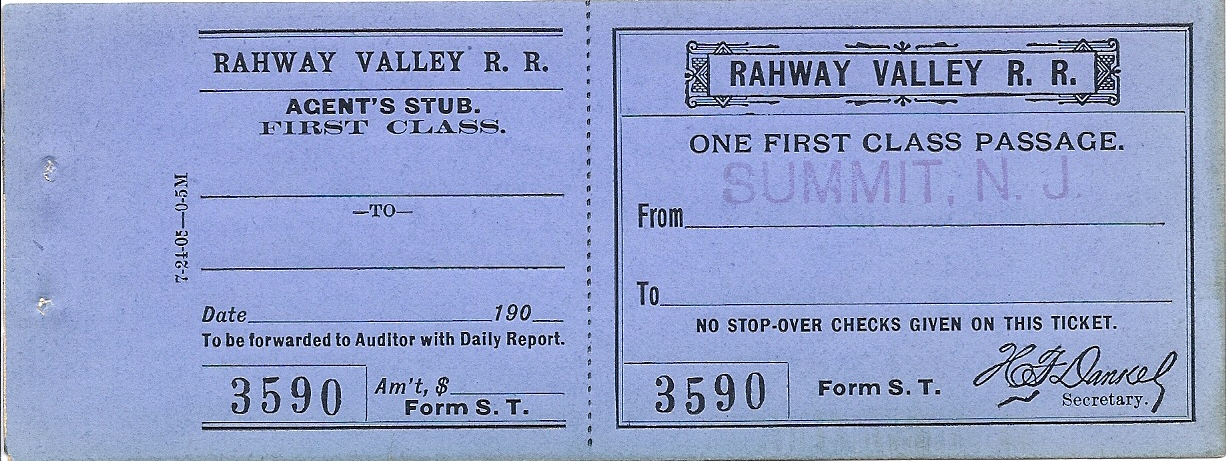 RAHWAY VALLEY R. R.
AGENT'S STUB.
FIRST CLASS.
—TO—
Date 190
To be forwarded to Auditor with Daily Report.
3590
Am't, $
Form S. T.
7-24-05—0-5M
RAHWAY VALLEY R. R.
ONE FIRST CLASS PASSAGE.
SUMMIT, N. J.
From
To
NO STOP-OVER CHECKS GIVEN ON THIS TICKET.
3590
Form S. T.
Secretary.